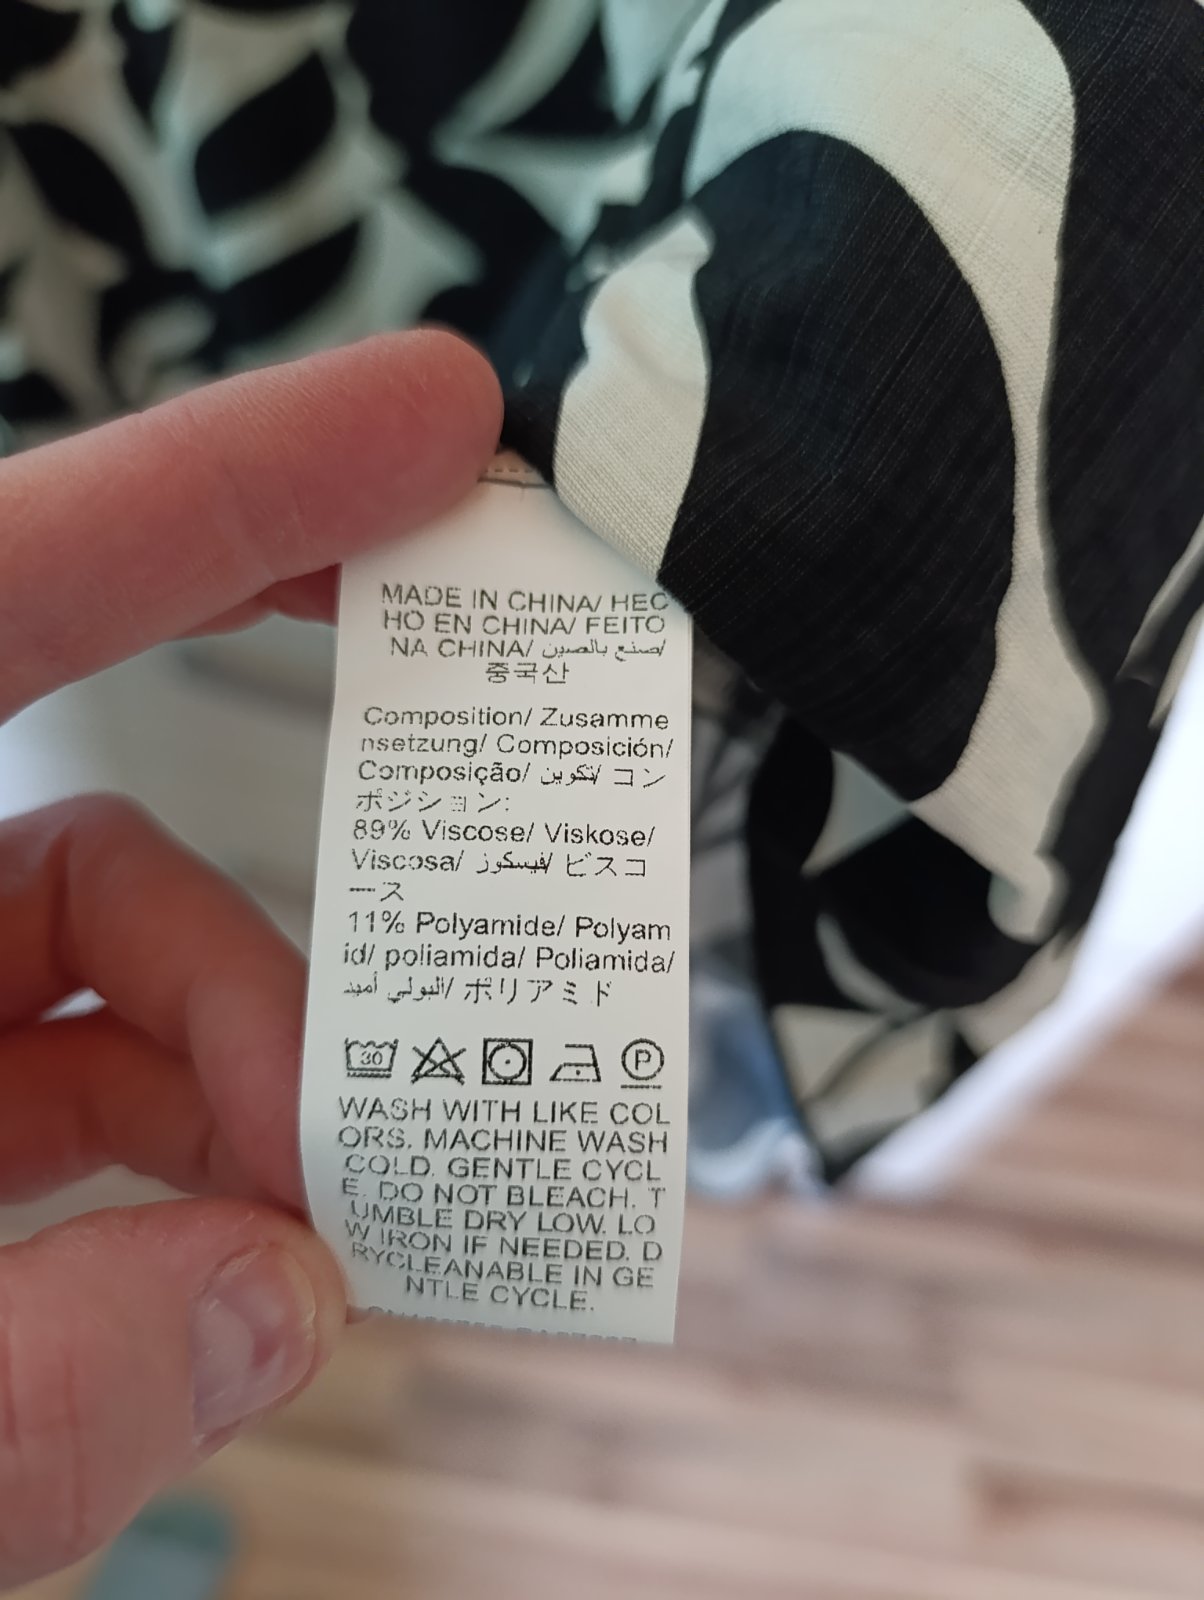 MADE IN CHINA/ HEC
HO EN CHINA/ FEITO
NA CHINA/ صنع بالصين/
중국산
Composition/ Zusamme
nsetzung/ Composición/
Composição/ تكوين/ コン
ポジション:
89% Viscose/ Viskose/
Viscosa/ فيسكوز/ ビスコ
ース
11% Polyamide/ Polyam
id/ poliamida/ Poliamida/
البولي أميد/ ポリアミド
30 P
WASH WITH LIKE COL
ORS. MACHINE WASH
COLD. GENTLE CYCL
E. DO NOT BLEACH. T
UMBLE DRY LOW. LO
W IRON IF NEEDED. D
RYCLEANABLE IN GE
NTLE CYCLE.